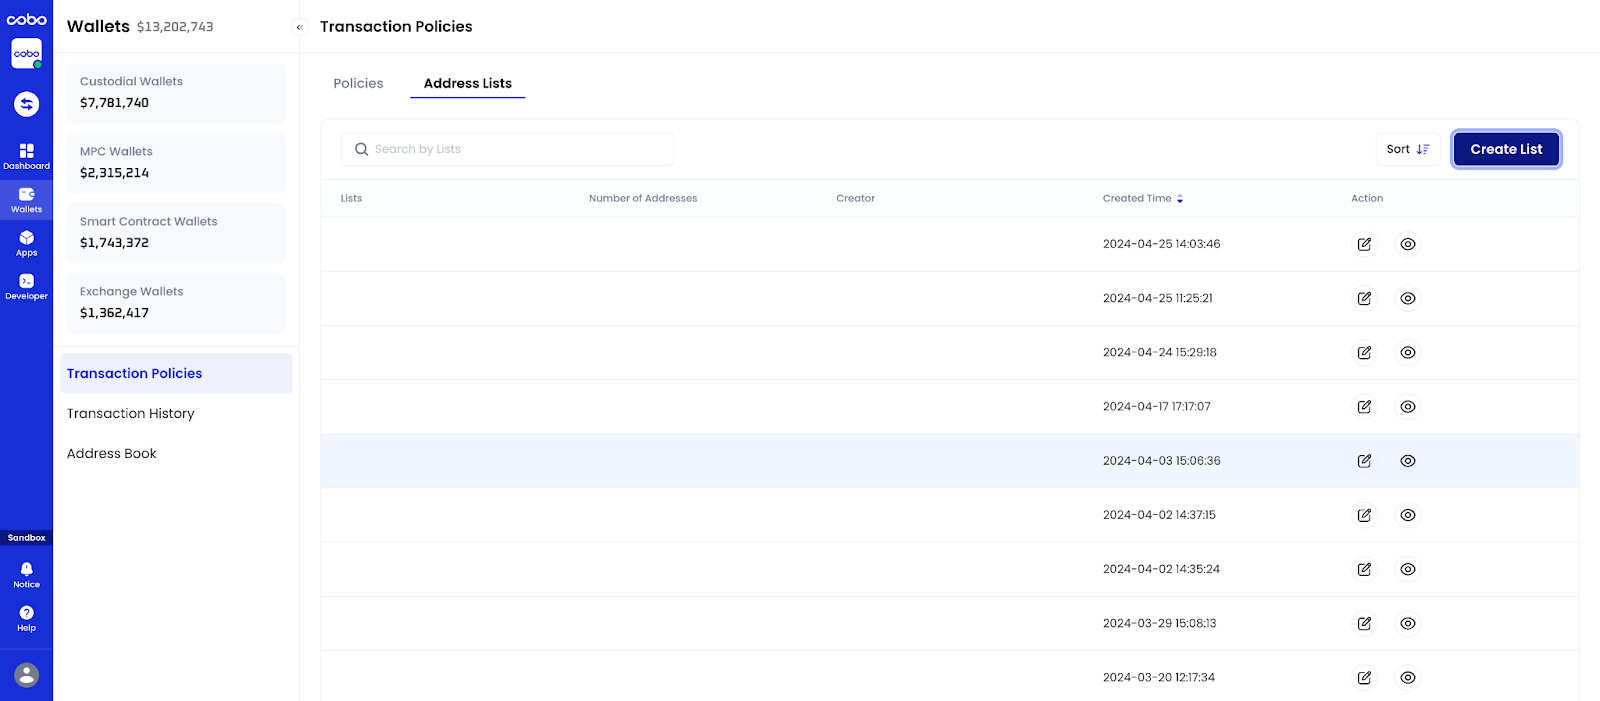 cobo
cobo
Dashboard
Wallets
Apps
Developer
Sandbox
Notice
Help
Wallets $13,202,743
Custodial Wallets
$7,781,740
MPC Wallets
$2,315,214
Smart Contract Wallets
$1,743,372
Exchange Wallets
$1,362,417
Transaction Policies
Transaction History
Address Book
«
Transaction Policies
Policies Address Lists
Search by Lists Sort Create List
Lists Number of Addresses Creator Created Time Action
2024-04-25 14:03:46
2024-04-25 11:25:21
2024-04-24 15:29:18
2024-04-17 17:17:07
2024-04-03 15:06:36
2024-04-02 14:37:15
2024-04-02 14:35:24
2024-03-29 15:08:13
2024-03-20 12:17:34